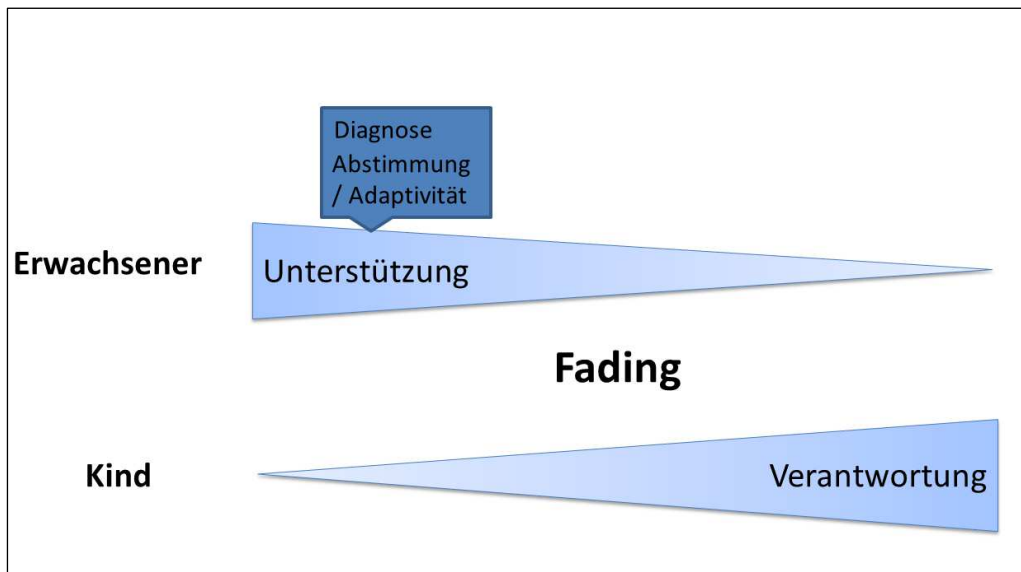 Diagnose
Abstimmung
/ Adaptivität
Erwachsener
Unterstützung
Fading
Kind
Verantwortung